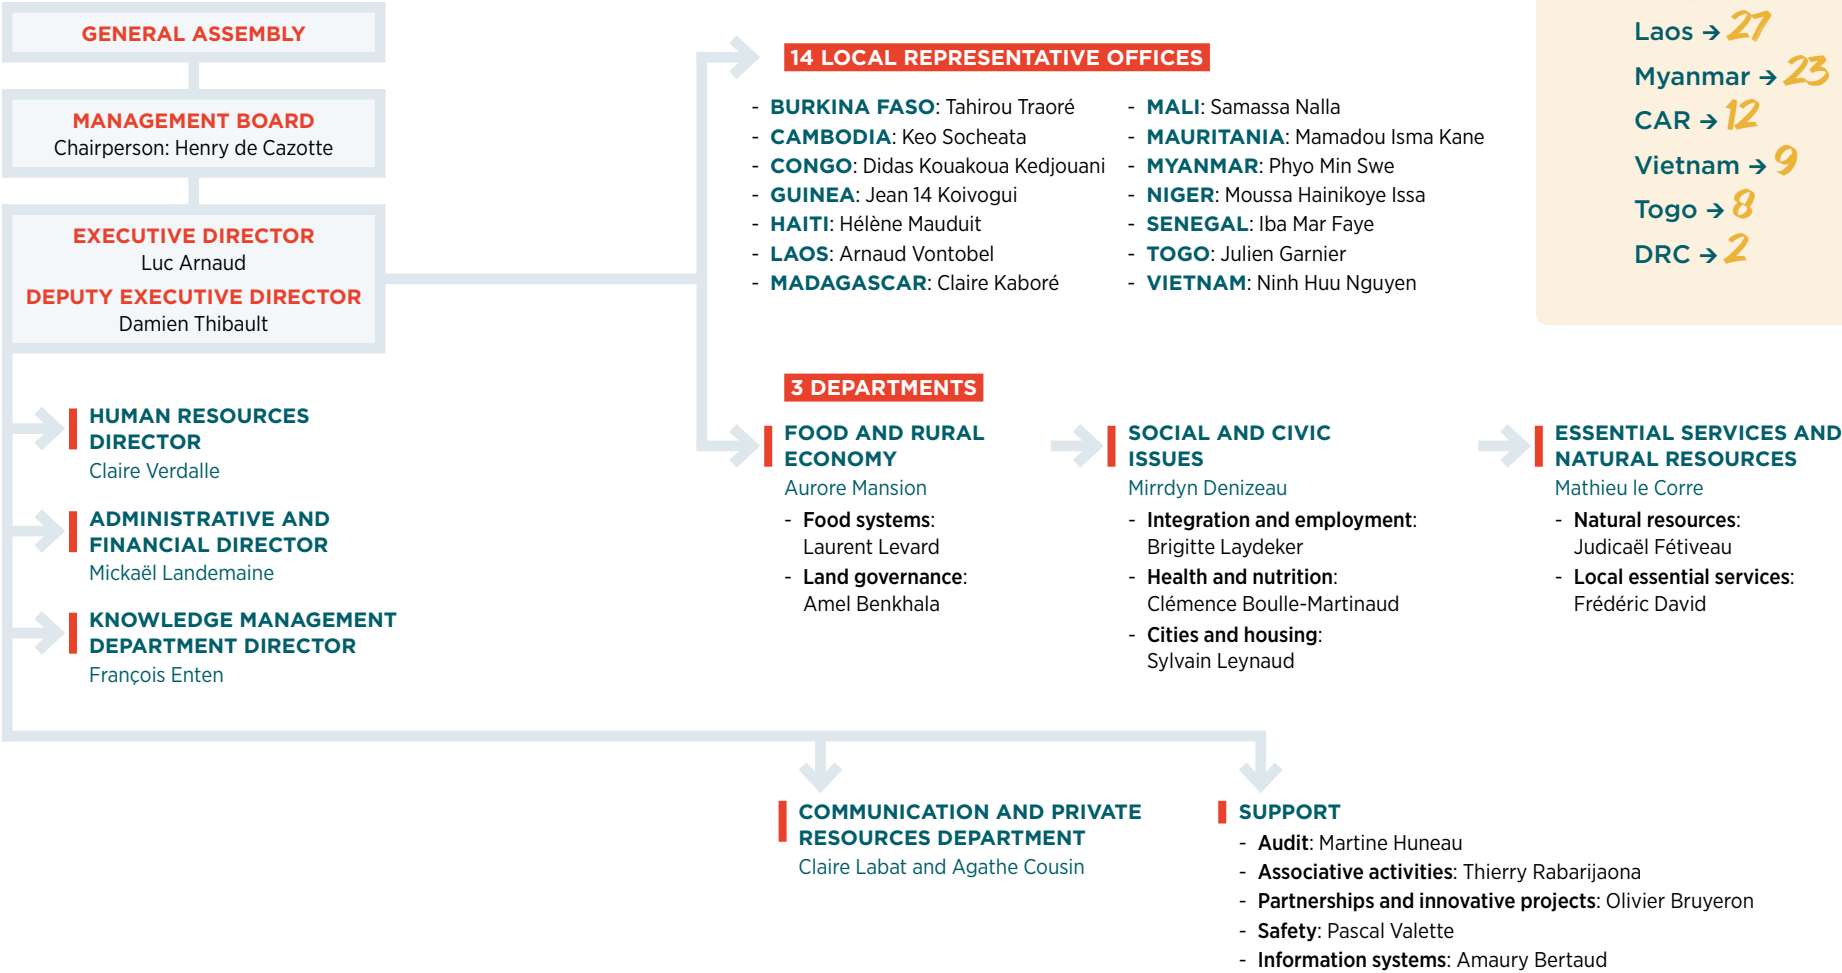 GENERAL ASSEMBLY
MANAGEMENT BOARD
Chairperson: Henry de Cazotte
EXECUTIVE DIRECTOR
Luc Arnaud
DEPUTY EXECUTIVE DIRECTOR
Damien Thibault
HUMAN RESOURCES
DIRECTOR
Claire Verdalle
ADMINISTRATIVE AND
FINANCIAL DIRECTOR
Mickaël Landemaine
KNOWLEDGE MANAGEMENT
DEPARTMENT DIRECTOR
François Enten
14 LOCAL REPRESENTATIVE OFFICES
- BURKINA FASO: Tahirou Traoré
- CAMBODIA: Keo Socheata
- CONGO: Didas Kouakoua Kedjouani
- GUINEA: Jean 14 Koivogui
- HAITI: Hélène Mauduit
- LAOS: Arnaud Vontobel
- MADAGASCAR: Claire Kaboré
- MALI: Samassa Nalla
- MAURITANIA: Mamadou Isma Kane
- MYANMAR: Phyo Min Swe
- NIGER: Moussa Hainikoye Issa
- SENEGAL: Iba Mar Faye
- TOGO: Julien Garnier
- VIETNAM: Ninh Huu Nguyen
Laos → 27
Myanmar → 23
CAR → 12
Vietnam → 9
Togo → 8
DRC → 2
3 DEPARTMENTS
FOOD AND RURAL
ECONOMY
Aurore Mansion
- Food systems:
Laurent Levard
- Land governance:
Amel Benkhala
SOCIAL AND CIVIC
ISSUES
Mirrdyn Denizeau
- Integration and employment:
Brigitte Laydeker
- Health and nutrition:
Clémence Boulle-Martinaud
- Cities and housing:
Sylvain Leynaud
ESSENTIAL SERVICES AND
NATURAL RESOURCES
Mathieu le Corre
- Natural resources:
Judicaël Fétiveau
- Local essential services:
Frédéric David
COMMUNICATION AND PRIVATE
RESOURCES DEPARTMENT
Claire Labat and Agathe Cousin
SUPPORT
- Audit: Martine Huneau
- Associative activities: Thierry Rabarijaona
- Partnerships and innovative projects: Olivier Bruyeron
- Safety: Pascal Valette
- Information systems: Amaury Bertaud